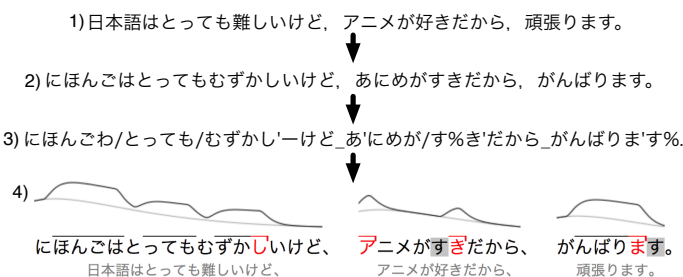 1)日本語はとっても難しいけど，アニメが好きだから，頑張ります。
2)にほんごはとってもむずかしいけど，あにめがすきだから，がんばります。
3)にほんごわ/とっても/むずかし'ーけど_あ'にめが/す%き'だから_がんばりま'す%.
4)
にほんごはとってもむずかしいけど、 アニメがすきだから、 がんばります。
日本語はとっても難しいけど、 アニメが好きだから、 頑張ります。